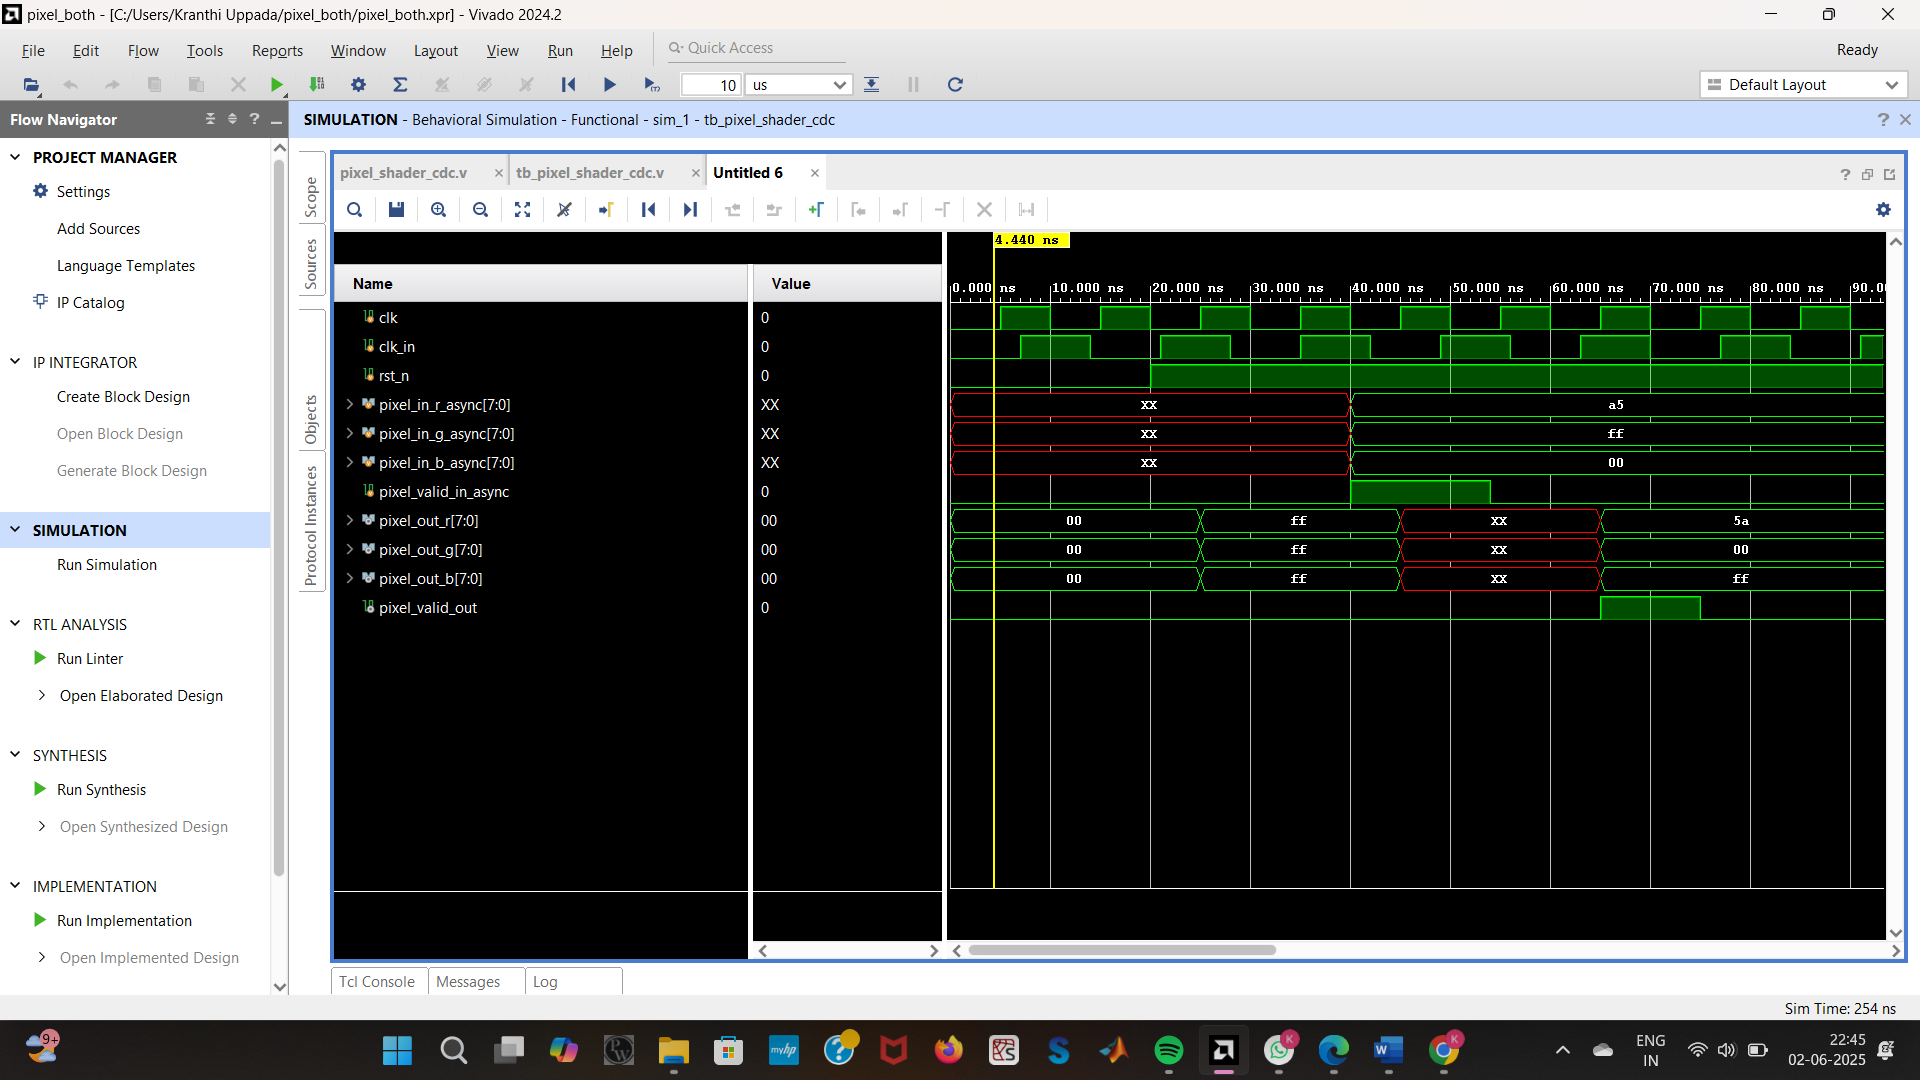 pixel_both - [C:/Users/Kranthi Uppada/pixel_both/pixel_both.xpr] - Vivado 2024.2
File Edit Flow Tools Reports Window Layout View Run Help Quick Access Ready
10 us Default Layout
Flow Navigator
SIMULATION - Behavioral Simulation - Functional - sim_1 - tb_pixel_shader_cdc
PROJECT MANAGER
Settings
Add Sources
Language Templates
IP Catalog
IP INTEGRATOR
Create Block Design
Open Block Design
Generate Block Design
SIMULATION
Run Simulation
RTL ANALYSIS
Run Linter
Open Elaborated Design
SYNTHESIS
Run Synthesis
Open Synthesized Design
IMPLEMENTATION
Run Implementation
Open Implemented Design
Scope
Sources
Objects
Protocol Instances
pixel_shader_cdc.v tb_pixel_shader_cdc.v Untitled 6
4.440 ns
Name Value
0.000 ns 10.000 ns 20.000 ns 30.000 ns 40.000 ns 50.000 ns 60.000 ns 70.000 ns 80.000 ns 90.0
clk 0
clk_in 0
rst_n 0
pixel_in_r_async[7:0] XX XX a5
pixel_in_g_async[7:0] XX XX ff
pixel_in_b_async[7:0] XX XX 00
pixel_valid_in_async 0
pixel_out_r[7:0] 00 00 ff XX 5a
pixel_out_g[7:0] 00 00 ff XX 00
pixel_out_b[7:0] 00 00 ff XX ff
pixel_valid_out 0
Tcl Console Messages Log
Sim Time: 254 ns
9+
myhp
K
K
ENG
IN
22:45
02-06-2025